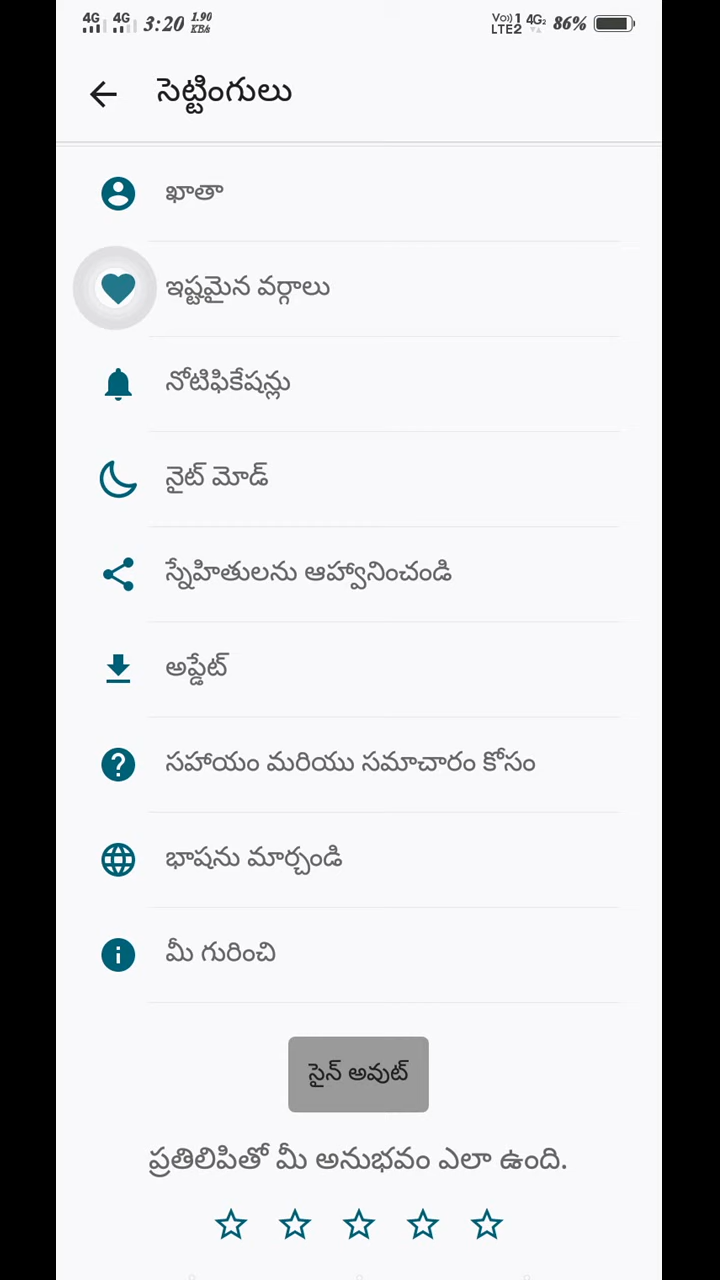 4G 4G 3:20 1.90 KB/s Vo)) 1 4G2 LTE2 86%
సెట్టింగులు
ఖాతా
ఇష్టమైన వర్గాలు
నోటిఫికేషన్లు
నైట్ మోడ్
స్నేహితులను ఆహ్వానించండి
అప్డేట్
సహాయం మరియు సమాచారం కోసం
భాషను మార్చండి
మీ గురించి
సైన్ అవుట్
ప్రతిలిపితో మీ అనుభవం ఎలా ఉంది.